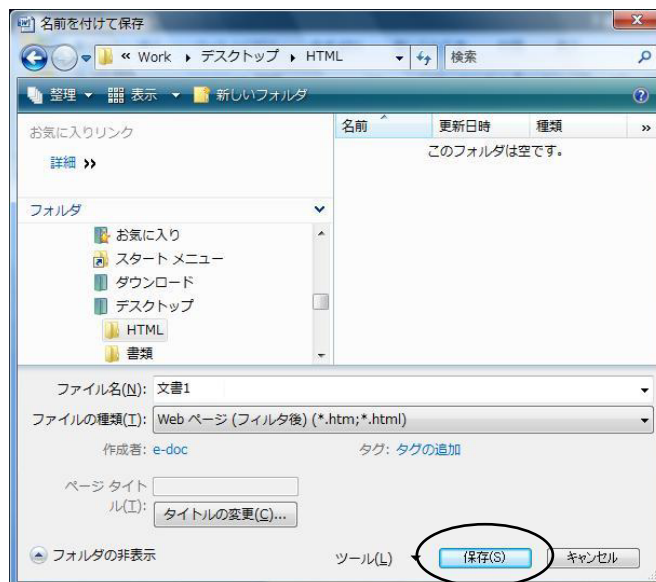 名前を付けて保存
« Work ▸ デスクトップ ▸ HTML 検索
整理 ▼ 表示 ▼ 新しいフォルダ
お気に入りリンク
詳細 »
名前 更新日時 種類 »
このフォルダは空です。
フォルダ
お気に入り
スタート メニュー
ダウンロード
デスクトップ
HTML
書類
ファイル名(N): 文書1
ファイルの種類(T): Web ページ (フィルタ後) (*.htm;*.html)
作成者: e-doc タグ: タグの追加
ページ タイト
ル(I):
タイトルの変更(C)...
フォルダの非表示 ツール(L) 保存(S) キャンセル